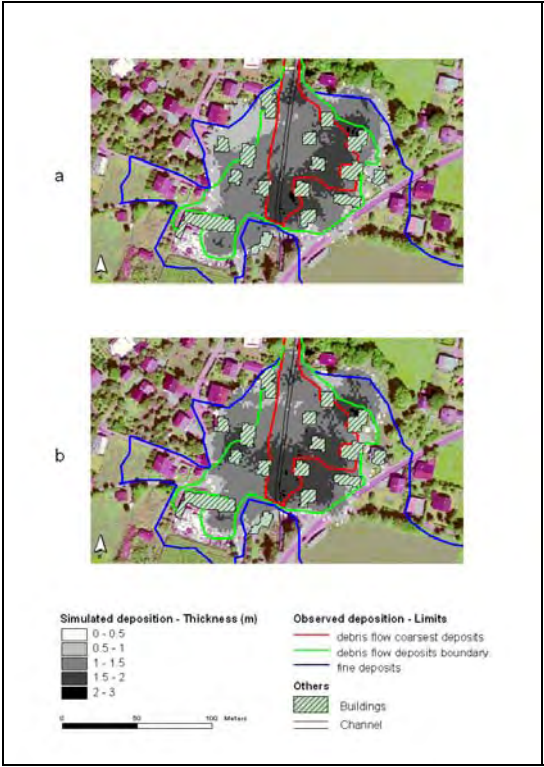 a
b
Simulated deposition - Thickness (m)
0 - 0.5
0.5 - 1
1 - 1.5
1.5 - 2
2 - 3
0 50 100 Meters
Observed deposition - Limits
debris flow coarsest deposits
debris flow deposits boundary
fine deposits
Others
Buildings
Channel